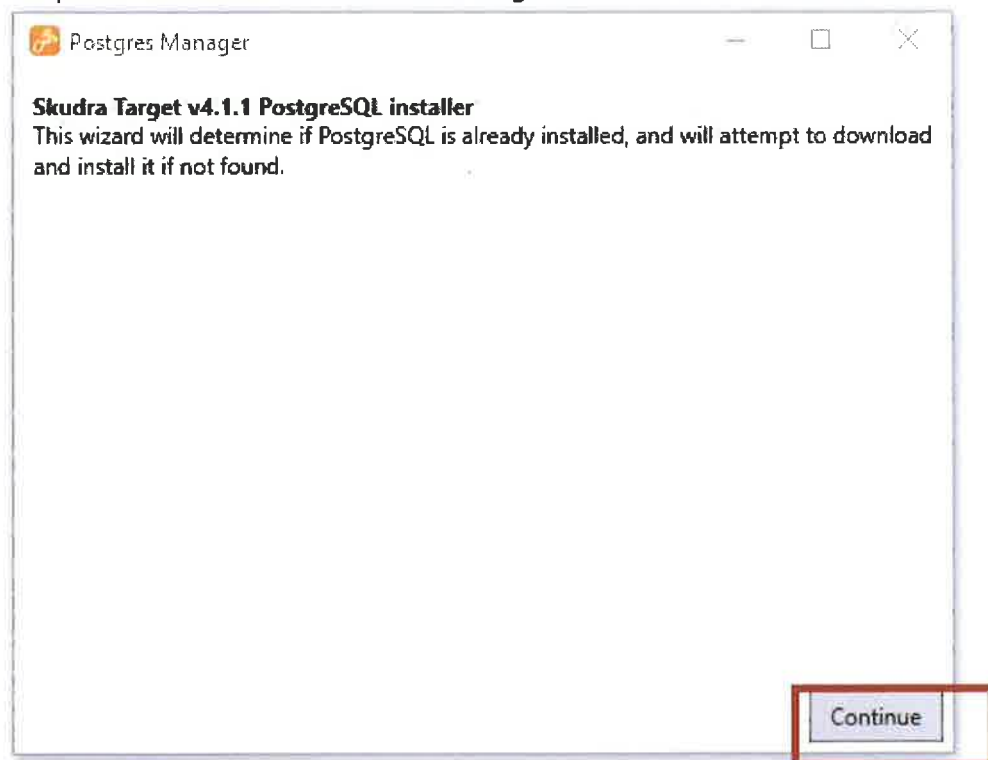 Postgres Manager
Skudra Target v4.1.1 PostgreSQL installer
This wizard will determine if PostgreSQL is already installed, and will attempt to download
and install it if not found.
Continue